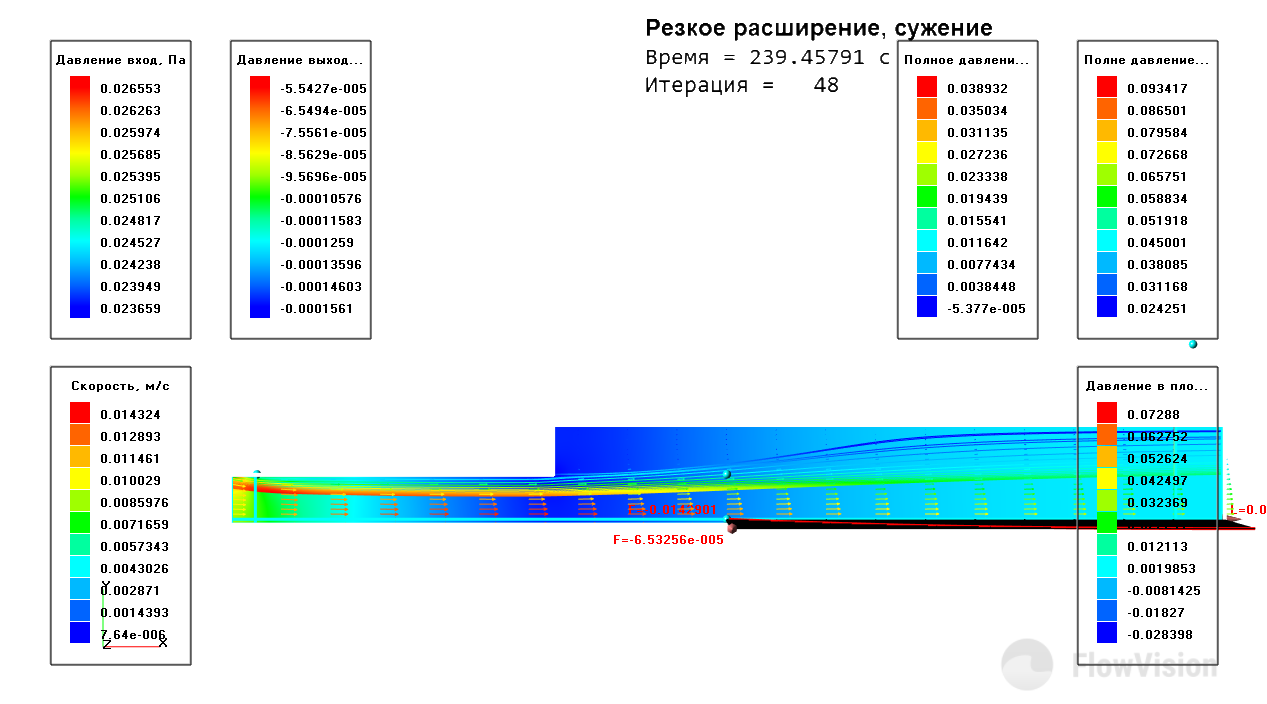 Резкое расширение, сужение
Время = 239.45791 с
Итерация = 48
Давление вход, Па
0.026553
0.026263
0.025974
0.025685
0.025395
0.025106
0.024817
0.024527
0.024238
0.023949
0.023659
Давление выход...
-5.5427e-005
-6.5494e-005
-7.5561e-005
-8.5629e-005
-9.5696e-005
-0.00010576
-0.00011583
-0.0001259
-0.00013596
-0.00014603
-0.0001561
Полное давлени...
0.038932
0.035034
0.031135
0.027236
0.023338
0.019439
0.015541
0.011642
0.0077434
0.0038448
-5.377e-005
Полне давление...
0.093417
0.086501
0.079584
0.072668
0.065751
0.058834
0.051918
0.045001
0.038085
0.031168
0.024251
Скорость, м/с
0.014324
0.012893
0.011461
0.010029
0.0085976
0.0071659
0.0057343
0.0043026
0.002871
0.0014393
7.64e-006
Y
Z
X
F=-6.53256e-005
L=0.0
Давление в пло...
0.07288
0.062752
0.052624
0.042497
0.032369
0.012113
0.0019853
-0.0081425
-0.01827
-0.028398
FlowVision